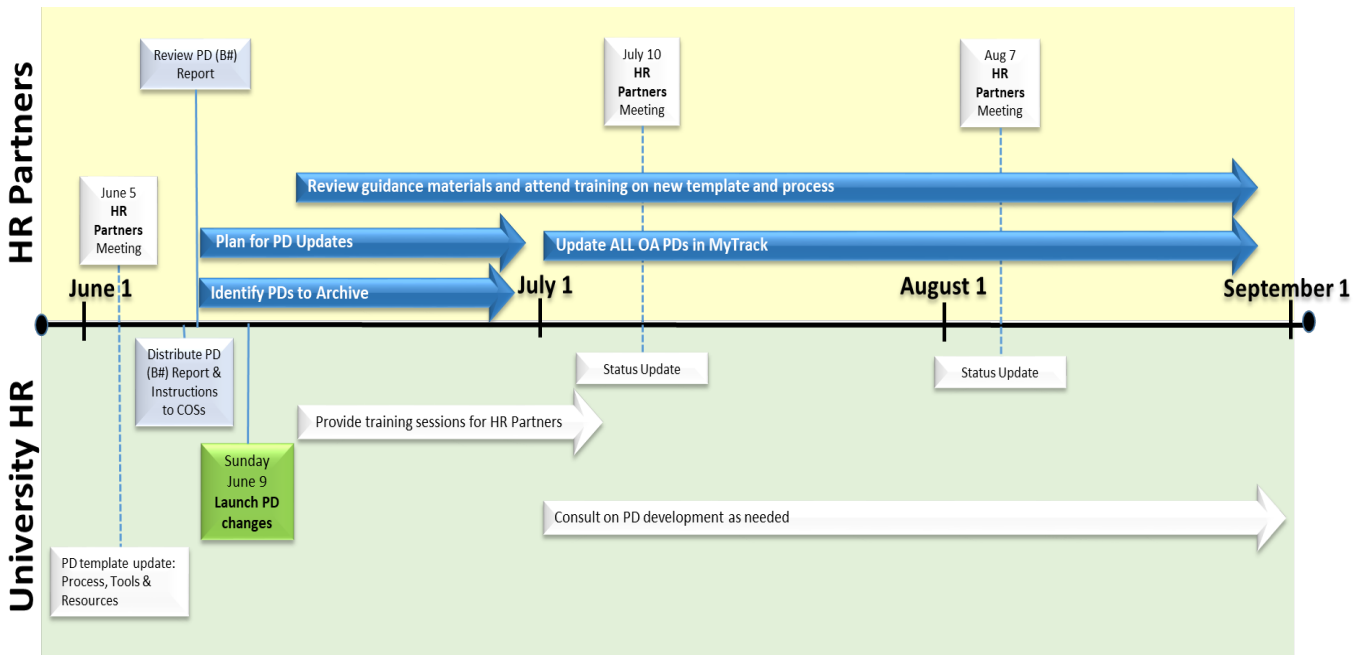 HR Partners
Review PD (B#)
Report
July 10
HR
Partners
Meeting
Aug 7
HR
Partners
Meeting
June 5
HR
Partners
Meeting
Review guidance materials and attend training on new template and process
Plan for PD Updates
Update ALL OA PDs in MyTrack
Identify PDs to Archive
June 1
July 1
August 1
September 1
University HR
Distribute PD
(B#) Report &
Instructions
to COSs
Status Update
Status Update
Provide training sessions for HR Partners
Sunday
June 9
Launch PD
changes
Consult on PD development as needed
PD template update:
Process, Tools &
Resources